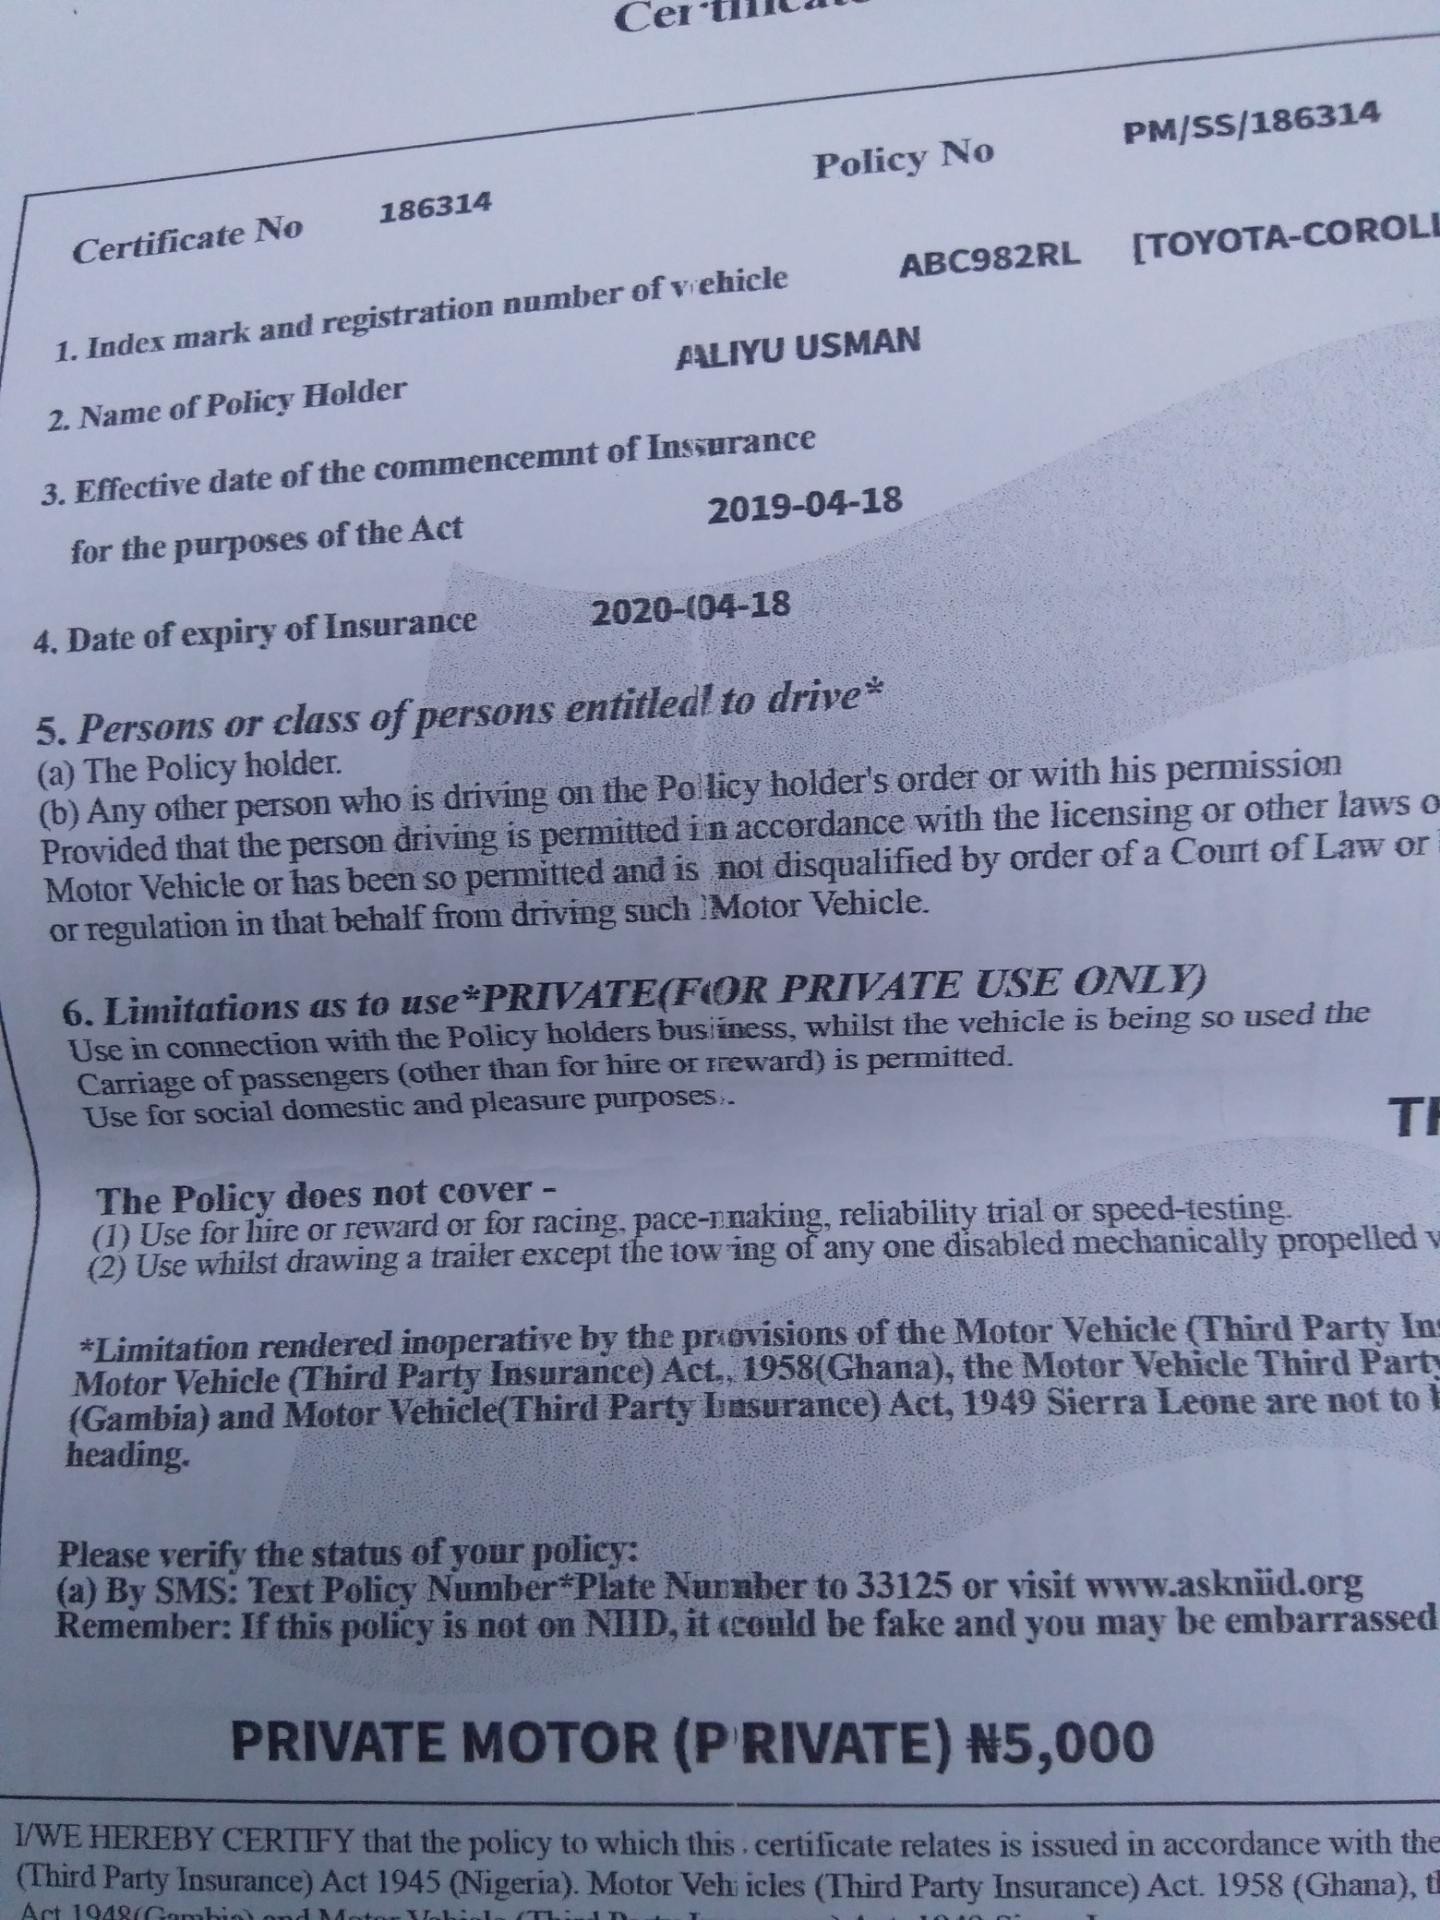 Certificate
Certificate No 186314 Policy No PM/SS/186314
1. Index mark and registration number of vehicle ABC982RL [TOYOTA-COROLL
2. Name of Policy Holder ALIYU USMAN
3. Effective date of the commencemnt of Inssurance
for the purposes of the Act 2019-04-18
4. Date of expiry of Insurance 2020-04-18
5. Persons or class of persons entitled to drive*
(a) The Policy holder.
(b) Any other person who is driving on the Policy holder's order or with his permission
Provided that the person driving is permitted in accordance with the licensing or other laws o
Motor Vehicle or has been so permitted and is not disqualified by order of a Court of Law or
or regulation in that behalf from driving such Motor Vehicle.
6. Limitations as to use*PRIVATE(FOR PRIVATE USE ONLY)
Use in connection with the Policy holders business, whilst the vehicle is being so used the
Carriage of passengers (other than for hire or reward) is permitted.
Use for social domestic and pleasure purposes.
TH
The Policy does not cover -
(1) Use for hire or reward or for racing, pace-making, reliability trial or speed-testing.
(2) Use whilst drawing a trailer except the towing of any one disabled mechanically propelled v
*Limitation rendered inoperative by the provisions of the Motor Vehicle (Third Party Ins
Motor Vehicle (Third Party Insurance) Act., 1958(Ghana), the Motor Vehicle Third Party
(Gambia) and Motor Vehicle(Third Party Insurance) Act, 1949 Sierra Leone are not to
heading.
Please verify the status of your policy:
(a) By SMS: Text Policy Number*Plate Number to 33125 or visit www.askniid.org
Remember: If this policy is not on NIID, it could be fake and you may be embarrassed
PRIVATE MOTOR (PRIVATE) ₦5,000
I/WE HEREBY CERTIFY that the policy to which this certificate relates is issued in accordance with the
(Third Party Insurance) Act 1945 (Nigeria). Motor Vehicles (Third Party Insurance) Act. 1958 (Ghana), t
Act 1948(Gambia) and Motor Vehicle (Third